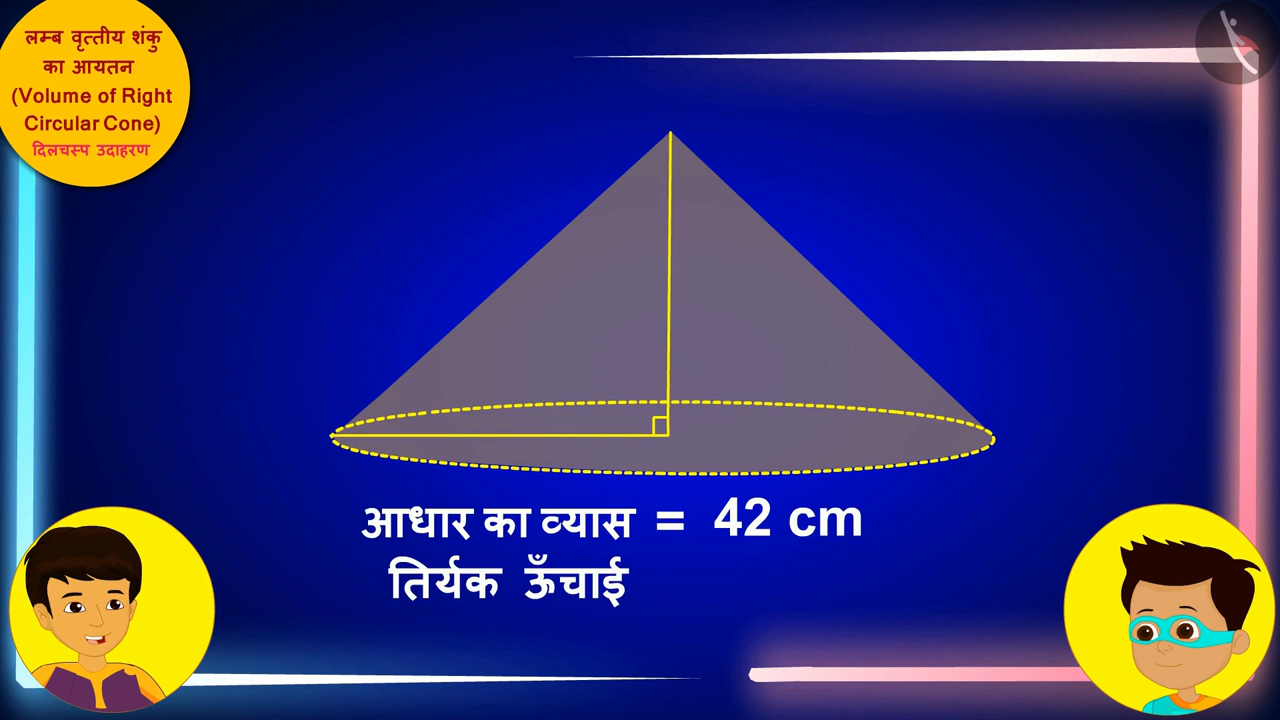 लम्ब वृत्तीय शंकु
का आयतन
(Volume of Right
Circular Cone)
दिलचस्प उदाहरण
आधार का व्यास = 42 cm
तिर्यक ऊँचाई